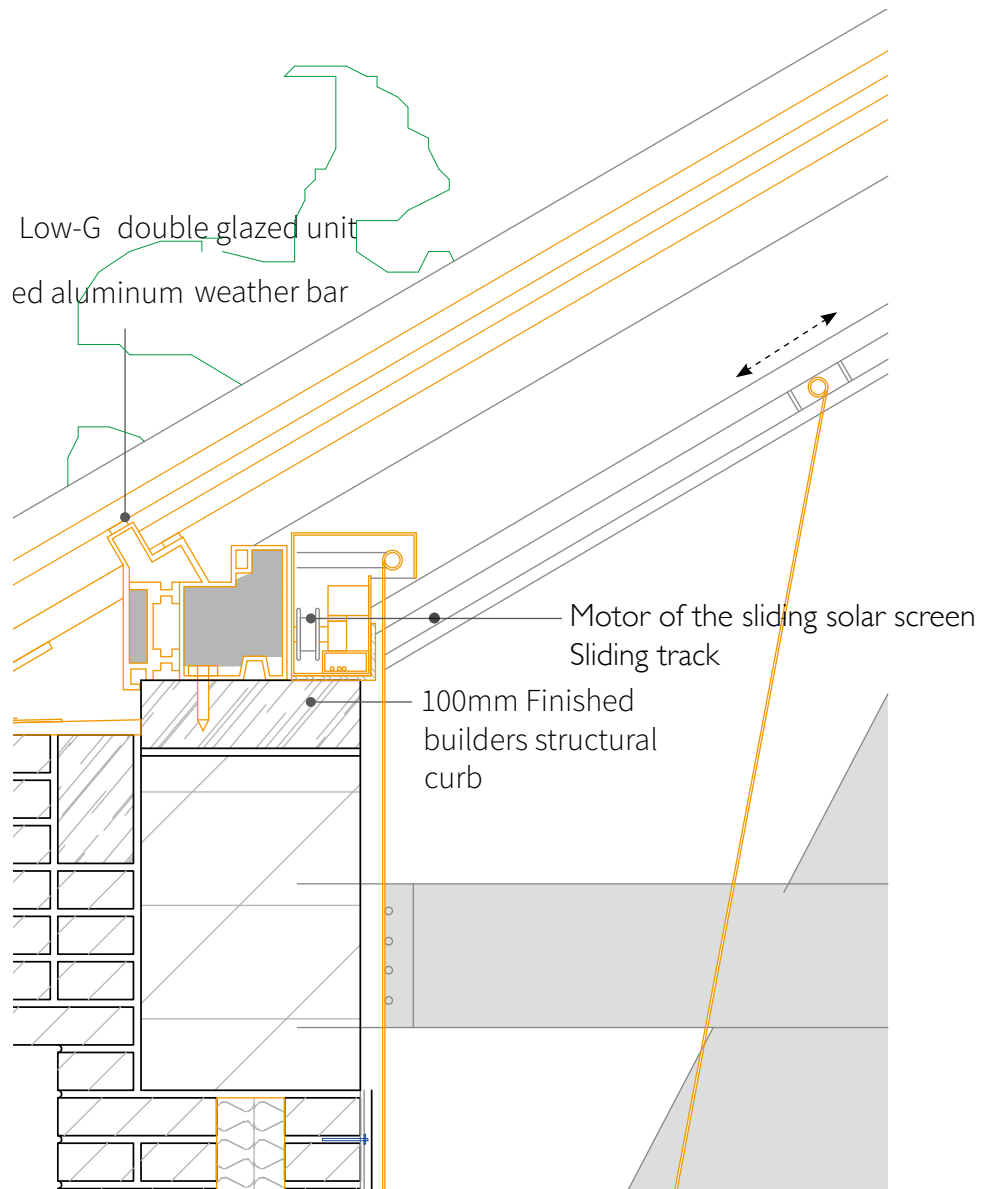 Low-G double glazed unit
ed aluminum weather bar
Motor of the sliding solar screen
Sliding track
100mm Finished
builders structural
curb